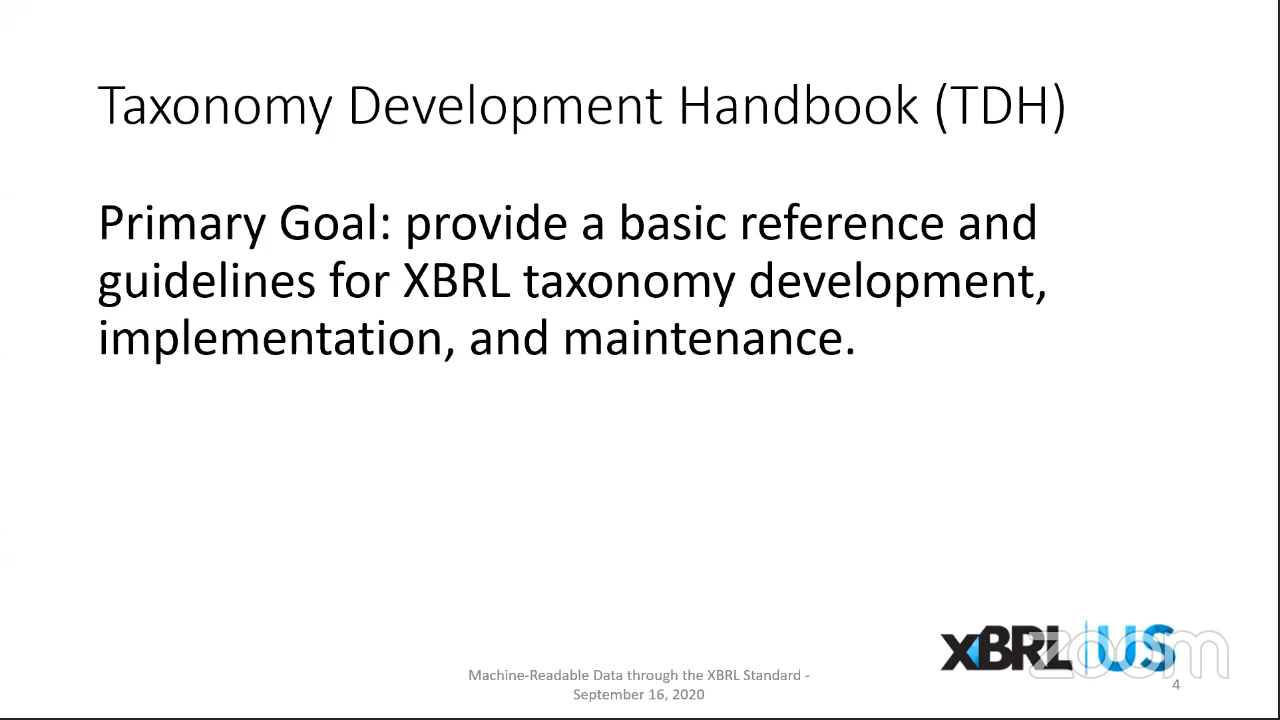 Taxonomy Development Handbook (TDH)
Primary Goal: provide a basic reference and
guidelines for XBRL taxonomy development,
implementation, and maintenance.
XBRL US
zoom
Machine-Readable Data through the XBRL Standard -
September 16, 2020
4